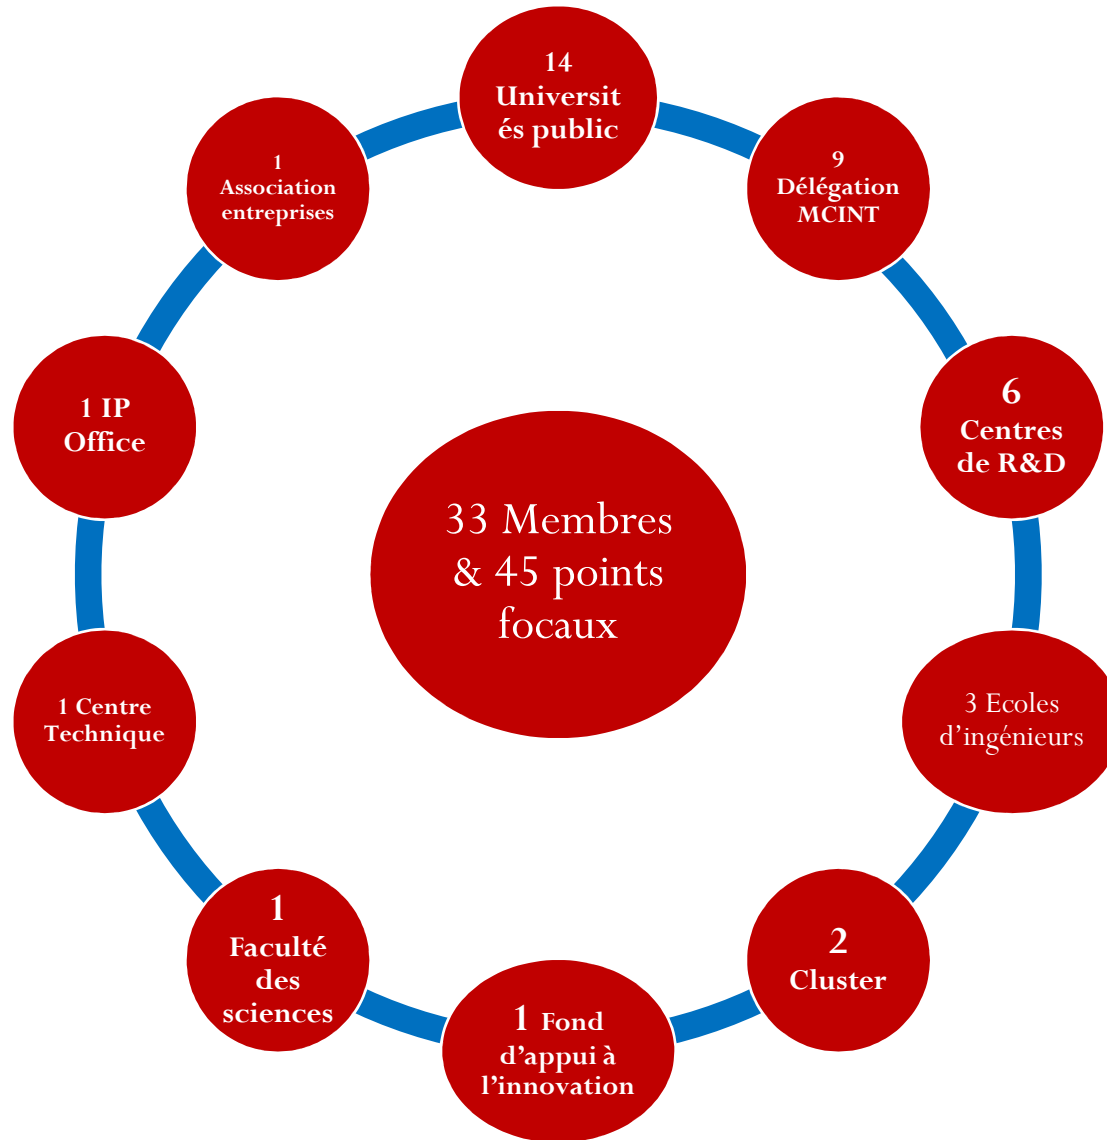 14
Universit
és public
9
Délégation
MCINT
6
Centres
de R&D
3 Ecoles
d’ingénieurs
2
Cluster
1 Fond
d’appui à
l’innovation
1
Faculté
des
sciences
1 Centre
Technique
1 IP
Office
1
Association
entreprises
33 Membres
& 45 points
focaux